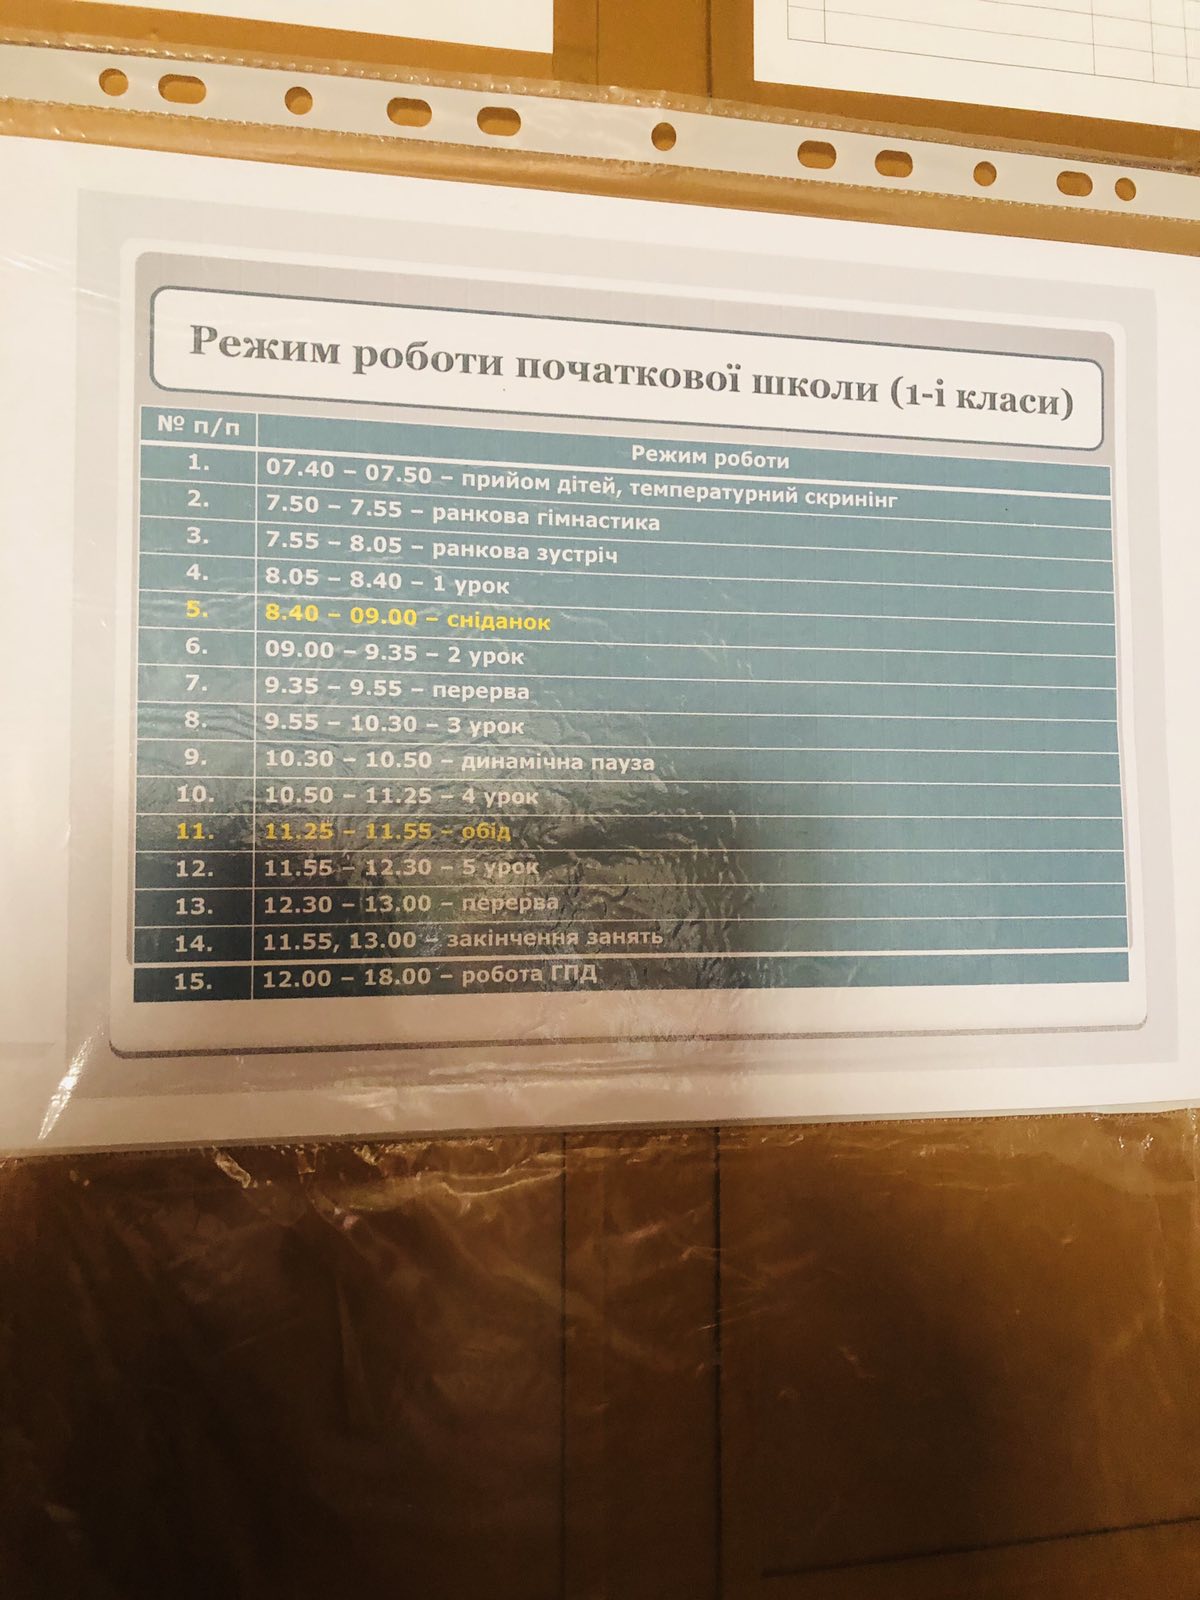 Режим роботи початкової школи (1-і класи)
№ п/п Режим роботи
1. 07.40 – 07.50 – прийом дітей, температурний скринінг
2. 7.50 – 7.55 – ранкова гімнастика
3. 7.55 – 8.05 – ранкова зустріч
4. 8.05 – 8.40 – 1 урок
5. 8.40 – 09.00 – сніданок
6. 09.00 – 9.35 – 2 урок
7. 9.35 – 9.55 – перерва
8. 9.55 – 10.30 – 3 урок
9. 10.30 – 10.50 – динамічна пауза
10. 10.50 – 11.25 – 4 урок
11. 11.25 – 11.55 – обід
12. 11.55 – 12.30 – 5 урок
13. 12.30 – 13.00 – перерва
14. 11.55, 13.00 – закінчення занять
15. 12.00 – 18.00 – робота ГПД